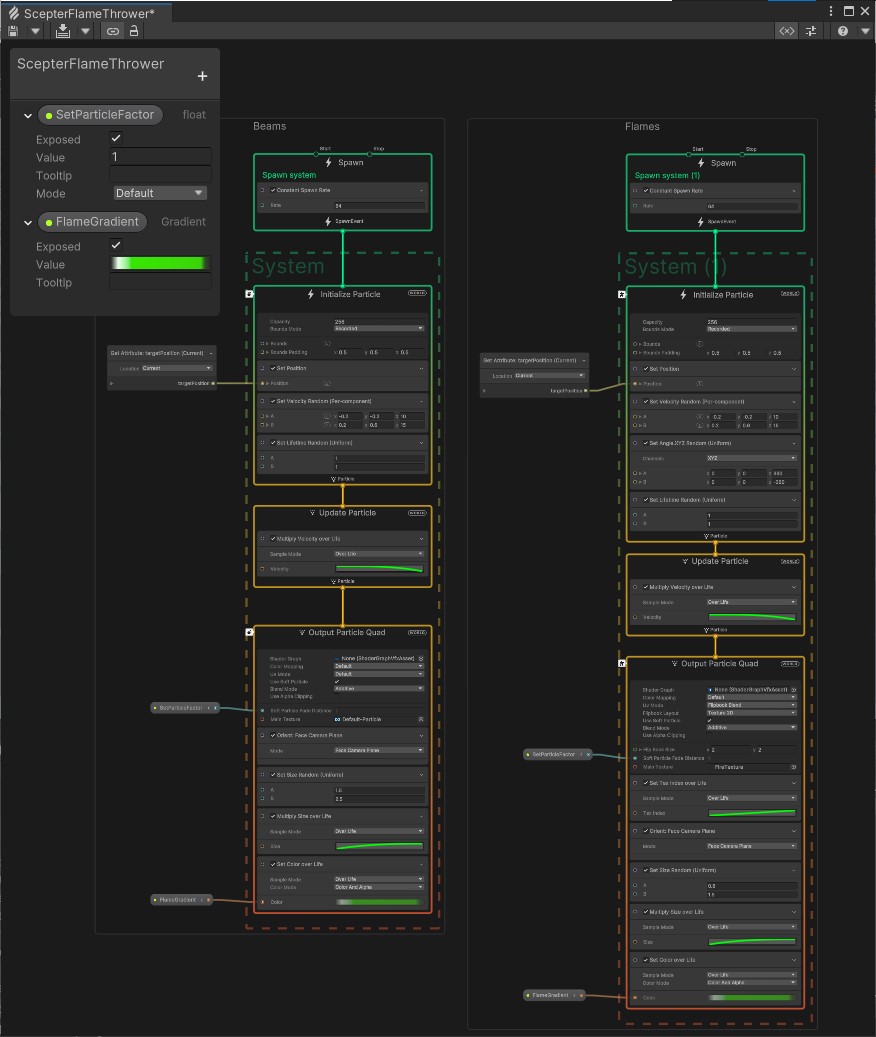 ScepterFlameThrower*
ScepterFlameThrower
+
SetParticleFactor float
Exposed
Value 1
Tooltip
Mode Default
FlameGradient Gradient
Exposed
Value
Tooltip
Beams
Start Stop
Spawn
Spawn system
Constant Spawn Rate
Rate 64
SpawnEvent
System
Initialize Particle WORLD
Capacity 256
Bounds Mode Recorded
Bounds
Bounds Padding x 0.5 y 0.5 z 0.5
Get Attribute: targetPosition (Current)
Location Current
targetPosition
Set Position
Position
Set Velocity Random (Per-component)
A x -0.2 y -0.2 z 10
B x 0.2 y 0.6 z 15
Set Lifetime Random (Uniform)
A 1
B 1
Particle
Update Particle WORLD
Multiply Velocity over Life
Sample Mode Over Life
Velocity
Particle
Output Particle Quad WORLD
Shader Graph None (ShaderGraphVfxAsset)
Color Mapping Default
Uv Mode Default
Use Soft Particle
Blend Mode Additive
Use Alpha Clipping
SetParticleFactor
Soft Particle Fade Distance
Main Texture Default-Particle
Orient: Face Camera Plane
Mode Face Camera Plane
Set Size Random (Uniform)
A
B
Multiply Size over Life
Sample Mode Over Life
Size
Set Color over Life
Sample Mode Over Life
Color Mode Color And Alpha
FlameGradient
Color
Flames
Start Stop
Spawn
Spawn system (1)
Constant Spawn Rate
Rate 64
SpawnEvent
System (1)
Initialize Particle WORLD
Capacity 256
Bounds Mode Recorded
Bounds
Bounds Padding x 0.5 y 0.5 z 0.5
Get Attribute: targetPosition (Current)
Location Current
targetPosition
Set Position
Position
Set Velocity Random (Per-component)
A x -0.2 y -0.2 z 10
B x 0.2 y 0.6 z 15
Set Angle.XYZ Random (Uniform)
Channels XYZ
A x 0 y 0 z 360
B x 0 y 0 z -360
Set Lifetime Random (Uniform)
A 1
B 1
Particle
Update Particle WORLD
Multiply Velocity over Life
Sample Mode Over Life
Velocity
Particle
Output Particle Quad WORLD
Shader Graph None (ShaderGraphVfxAsset)
Color Mapping Default
Uv Mode Flipbook Blend
Flipbook Layout Texture 2D
Use Soft Particle
Blend Mode Additive
Use Alpha Clipping
Flip Book Size x 2 y 2
SetParticleFactor
Soft Particle Fade Distance
Main Texture FireTexture
Set Tex Index over Life
Sample Mode Over Life
Tex Index
Orient: Face Camera Plane
Mode Face Camera Plane
Set Size Random (Uniform)
A
B
Multiply Size over Life
Sample Mode Over Life
Size
Set Color over Life
Sample Mode Over Life
Color Mode Color And Alpha
FlameGradient
Color